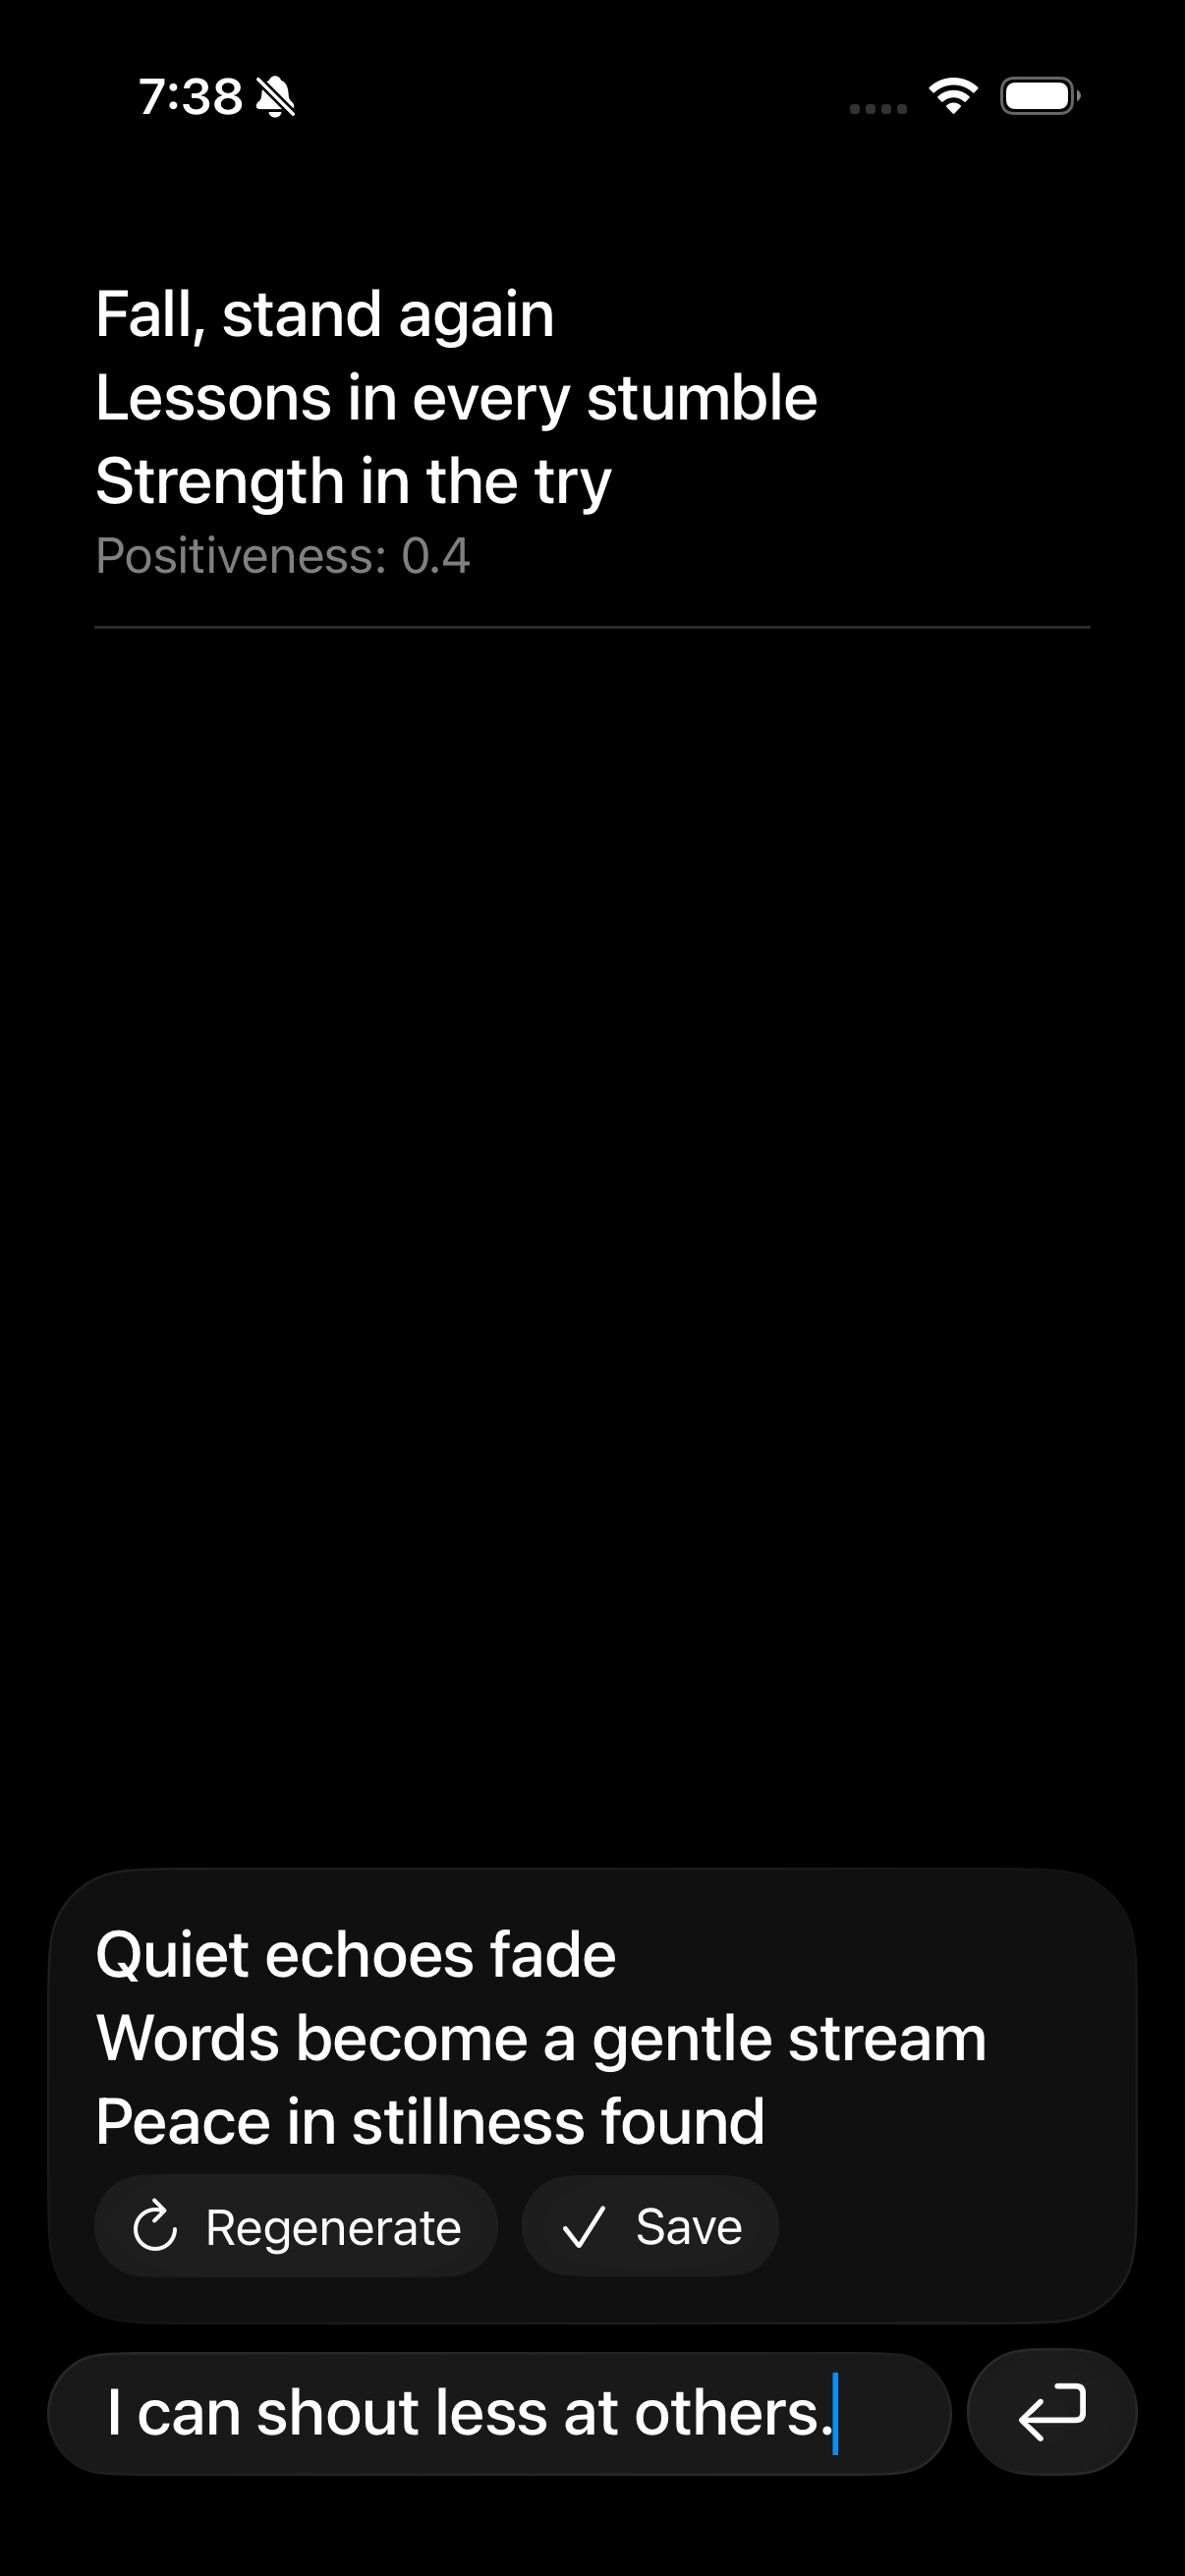 7:38
Fall, stand again
Lessons in every stumble
Strength in the try
Positiveness: 0.4
Quiet echoes fade
Words become a gentle stream
Peace in stillness found
Regenerate Save
I can shout less at others.